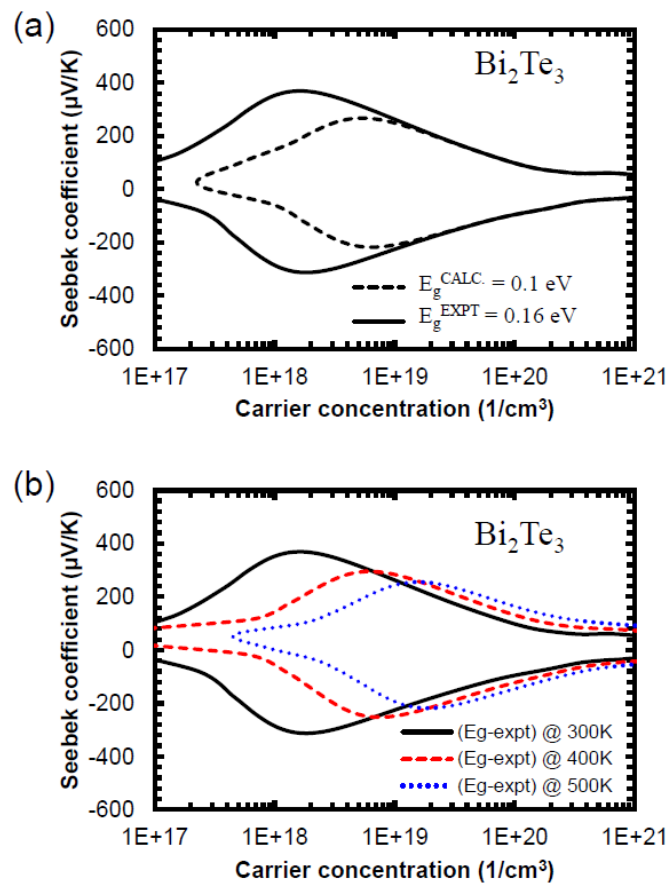 (a)
Bi₂Te₃
Seebek coefficient (µV/K)
600
400
200
0
-200
-400
-600
E_g^CALC. = 0.1 eV
E_g^EXPT = 0.16 eV
1E+17 1E+18 1E+19 1E+20 1E+21
Carrier concentration (1/cm³)
(b)
Bi₂Te₃
Seebek coefficient (µV/K)
600
400
200
0
-200
-400
-600
(Eg-expt) @ 300K
(Eg-expt) @ 400K
(Eg-expt) @ 500K
1E+17 1E+18 1E+19 1E+20 1E+21
Carrier concentration (1/cm³)